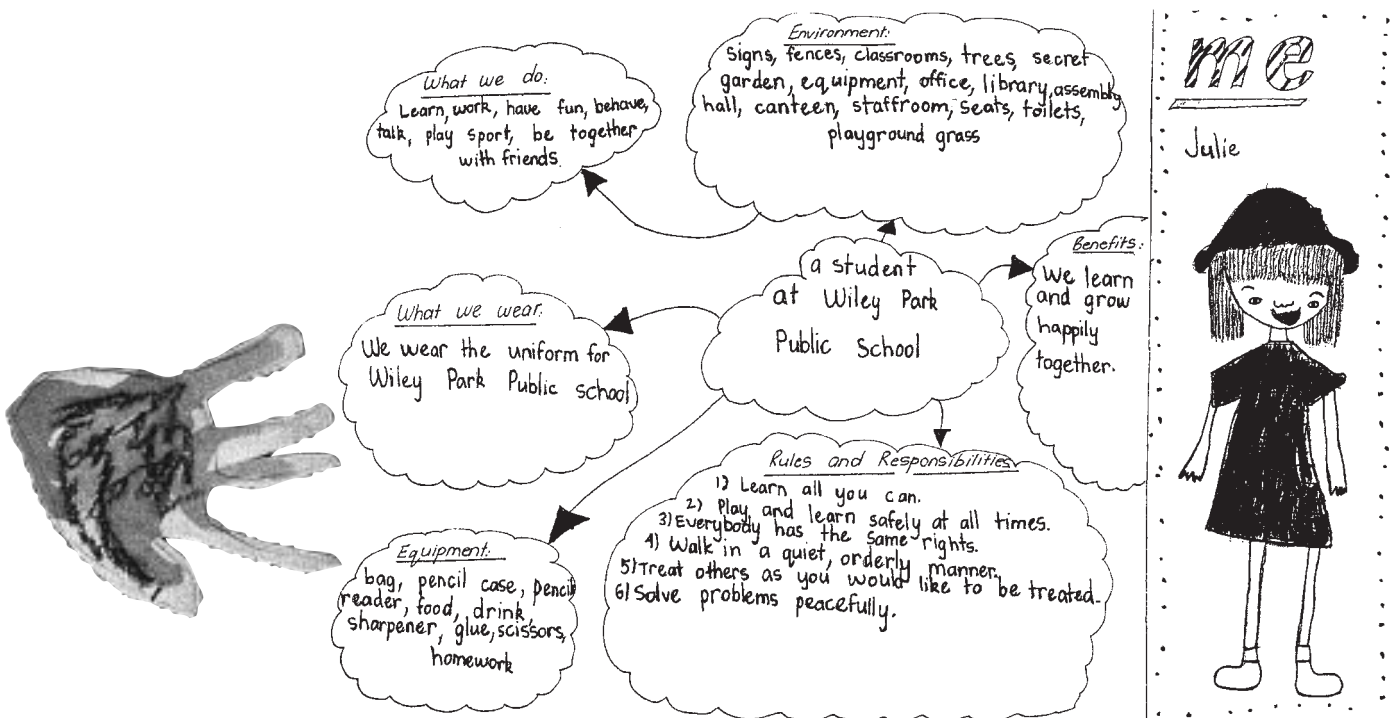 What we do:
Learn, work, have fun, behave,
talk, play sport, be together
with friends.
Environment:
signs, fences, classrooms, trees, secret
garden, equipment, office, library, assembly
hall, canteen, staffroom, seats, toilets,
playground grass
me
Julie
Benefits:
We learn
and grow
happily
together.
a student
at Wiley Park
Public School
What we wear:
We wear the uniform for
Wiley Park Public school
Rules and Responsibilities
1) Learn all you can.
2) Play and learn safely at all times.
3) Everybody has the same rights.
4) Walk in a quiet, orderly manner.
5) Treat others as you would like to be treated.
6) Solve problems peacefully.
Equipment:
bag, pencil case, pencil
reader, food, drink,
sharpener, glue, scissors,
homework